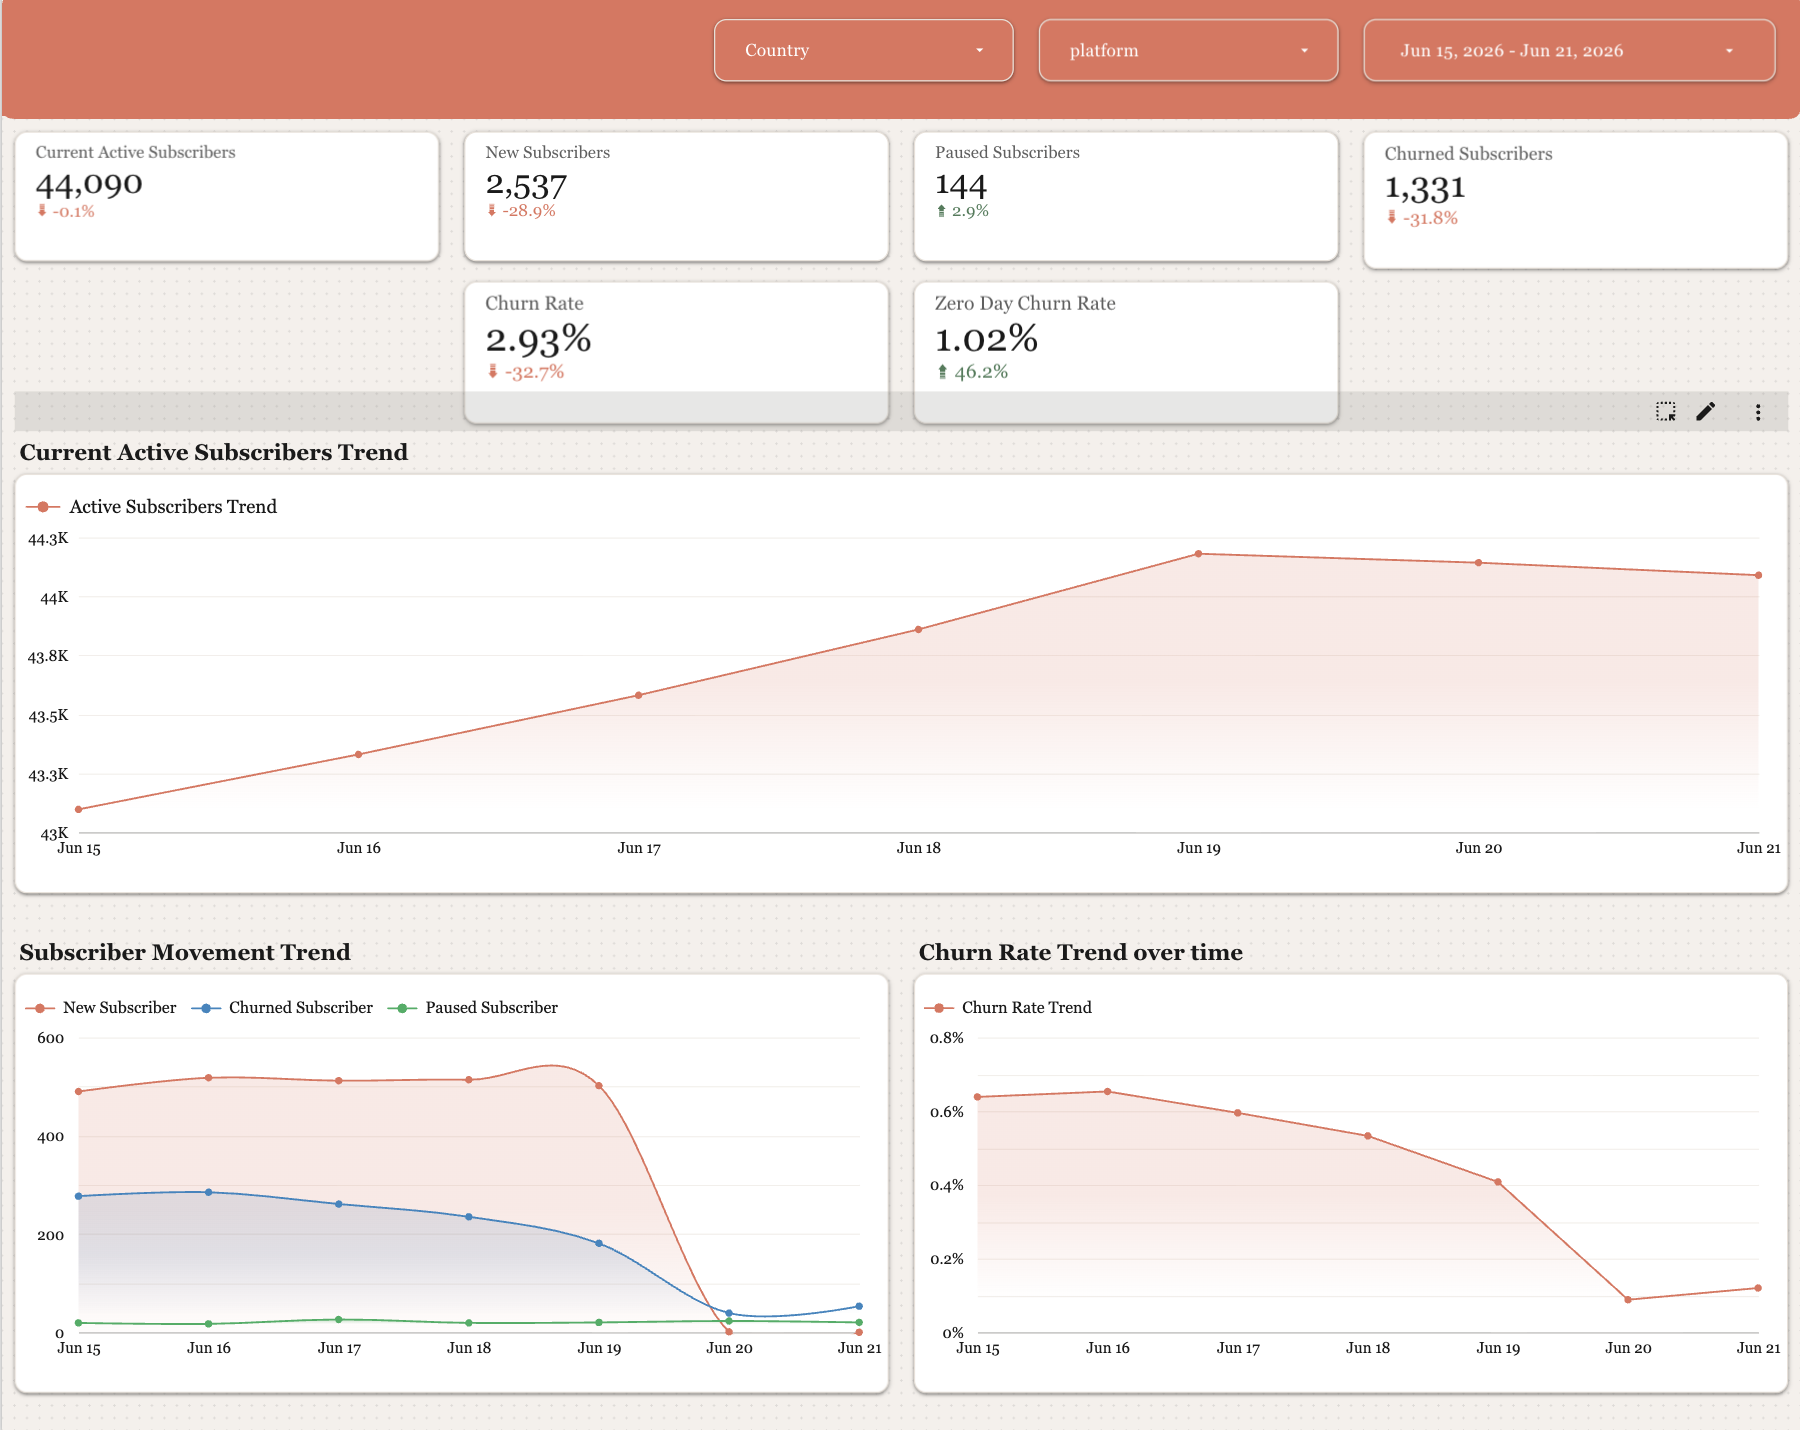 Country
platform
Jun 15, 2026 - Jun 21, 2026
Current Active Subscribers
44,090
-0.1%
New Subscribers
2,537
-28.9%
Paused Subscribers
144
2.9%
Churned Subscribers
1,331
-31.8%
Churn Rate
2.93%
-32.7%
Zero Day Churn Rate
1.02%
46.2%
Current Active Subscribers Trend
Active Subscribers Trend
44.3K
44K
43.8K
43.5K
43.3K
43K
Jun 15 Jun 16 Jun 17 Jun 18 Jun 19 Jun 20 Jun 21
Subscriber Movement Trend
New Subscriber Churned Subscriber Paused Subscriber
600
400
200
0
Jun 15 Jun 16 Jun 17 Jun 18 Jun 19 Jun 20 Jun 21
Churn Rate Trend over time
Churn Rate Trend
0.8%
0.6%
0.4%
0.2%
0%
Jun 15 Jun 16 Jun 17 Jun 18 Jun 19 Jun 20 Jun 21